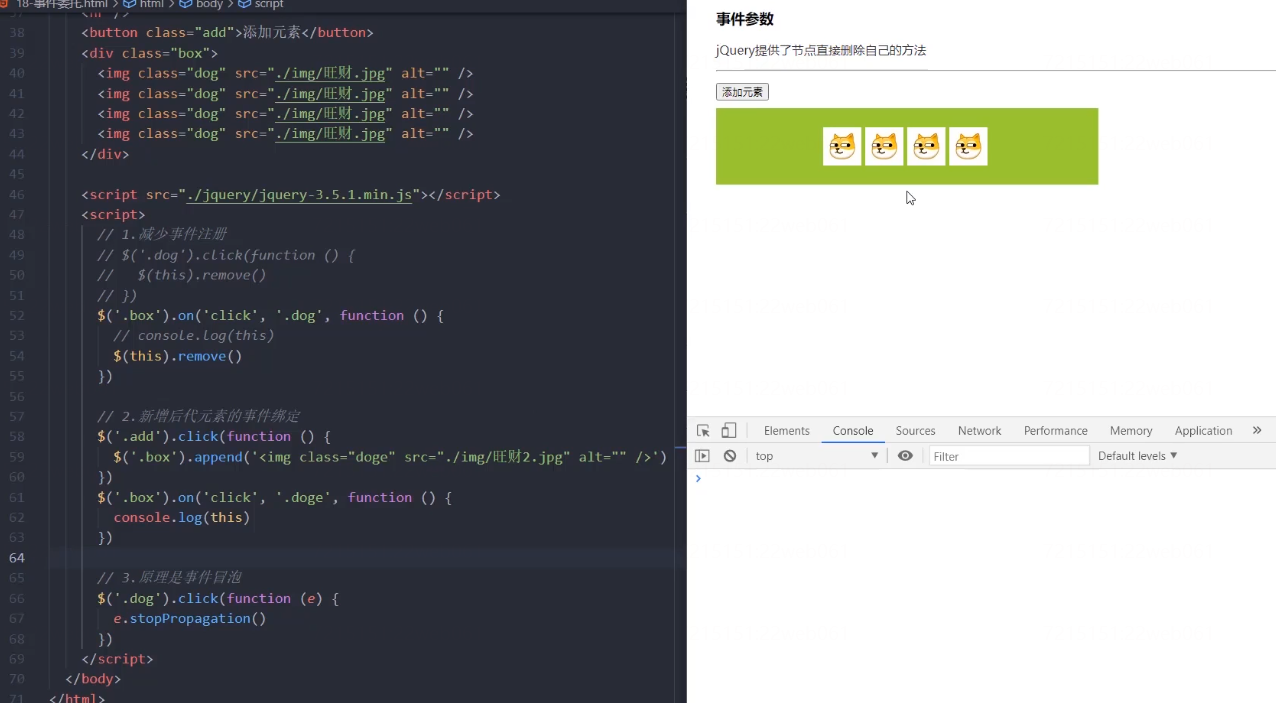 18-事件委托.html > html > body > script
37 <hr />
38 <button class="add">添加元素</button>
39 <div class="box">
40 <img class="dog" src="./img/旺财.jpg" alt="" />
41 <img class="dog" src="./img/旺财.jpg" alt="" />
42 <img class="dog" src="./img/旺财.jpg" alt="" />
43 <img class="dog" src="./img/旺财.jpg" alt="" />
44 </div>
45
46 <script src="./jquery/jquery-3.5.1.min.js"></script>
47 <script>
48 // 1.减少事件注册
49 // $('.dog').click(function () {
50 //   $(this).remove()
51 // })
52 $('.box').on('click', '.dog', function () {
53 // console.log(this)
54 $(this).remove()
55 })
56
57 // 2.新增后代元素的事件绑定
58 $('.add').click(function () {
59 $('.box').append('<img class="doge" src="./img/旺财2.jpg" alt="" />')
60 })
61 $('.box').on('click', '.doge', function () {
62 console.log(this)
63 })
64
65 // 3.原理是事件冒泡
66 $('.dog').click(function (e) {
67 e.stopPropagation()
68 })
69 </script>
70 </body>
71 </html>
事件参数
jQuery提供了节点直接删除自己的方法
添加元素
Elements Console Sources Network Performance Memory Application »
top Filter Default levels